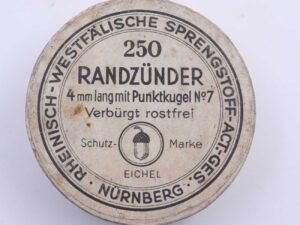 RHEINISCH-WESTFÄLISCHE SPRENGSTOFF-ACT-GES.
250
RANDZÜNDER
4 mm lang mit Punktkugel No 7
Verbürgt rostfrei
Schutz- Marke
EICHEL
· NÜRNBERG ·